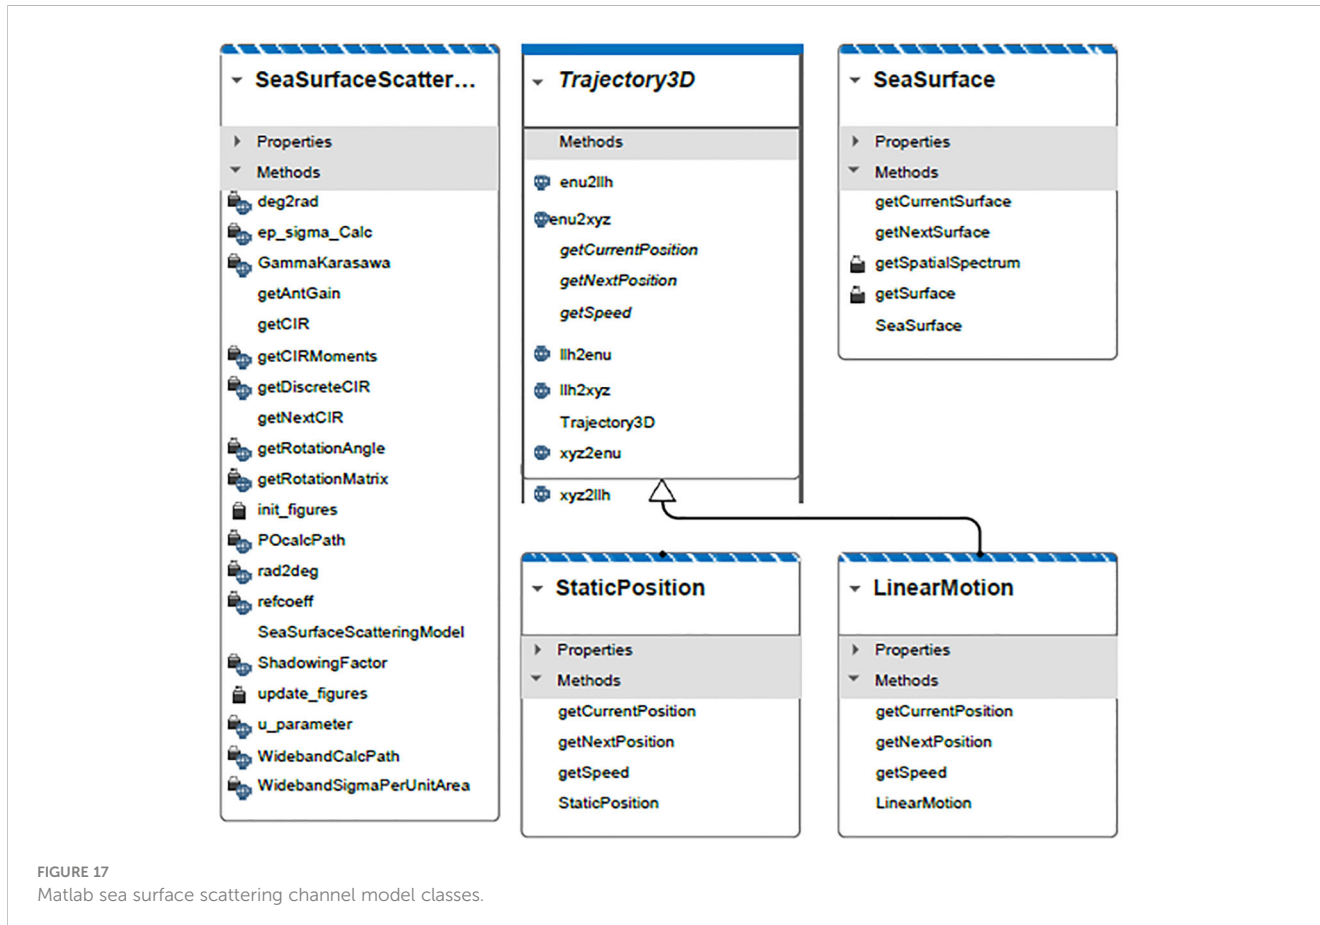 SeaSurfaceScatter...
Properties
Methods
deg2rad
ep_sigma_Calc
GammaKarasawa
getAntGain
getCIR
getCIRMoments
getDiscreteCIR
getNextCIR
getRotationAngle
getRotationMatrix
init_figures
POcalcPath
rad2deg
refcoeff
SeaSurfaceScatteringModel
ShadowingFactor
update_figures
u_parameter
WidebandCalcPath
WidebandSigmaPerUnitArea
Trajectory3D
Methods
enu2llh
enu2xyz
getCurrentPosition
getNextPosition
getSpeed
llh2enu
llh2xyz
Trajectory3D
xyz2enu
xyz2llh
SeaSurface
Properties
Methods
getCurrentSurface
getNextSurface
getSpatialSpectrum
getSurface
SeaSurface
StaticPosition
Properties
Methods
getCurrentPosition
getNextPosition
getSpeed
StaticPosition
LinearMotion
Properties
Methods
getCurrentPosition
getNextPosition
getSpeed
LinearMotion
FIGURE 17
Matlab sea surface scattering channel model classes.